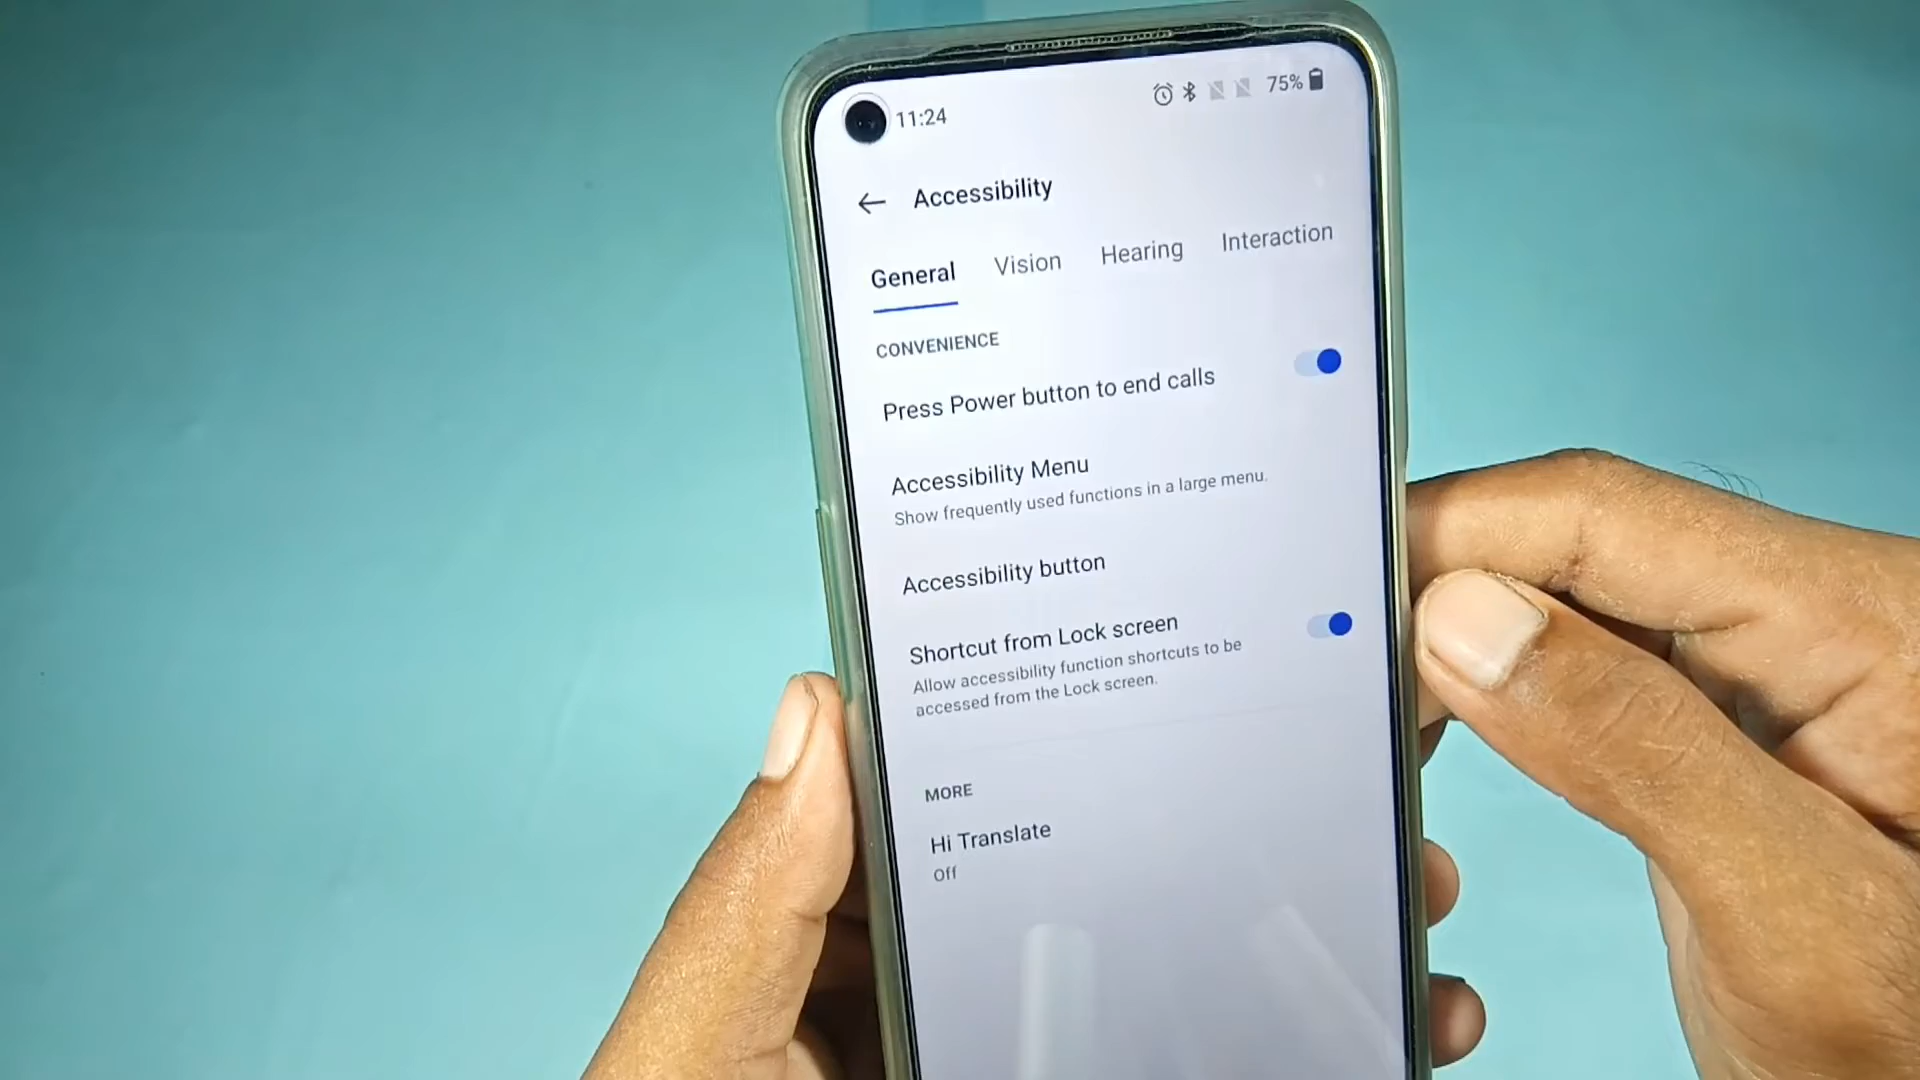 11:24
75%
Accessibility
General Vision Hearing Interaction
CONVENIENCE
Press Power button to end calls
Accessibility Menu
Show frequently used functions in a large menu.
Accessibility button
Shortcut from Lock screen
Allow accessibility function shortcuts to be
accessed from the Lock screen.
MORE
Hi Translate
Off